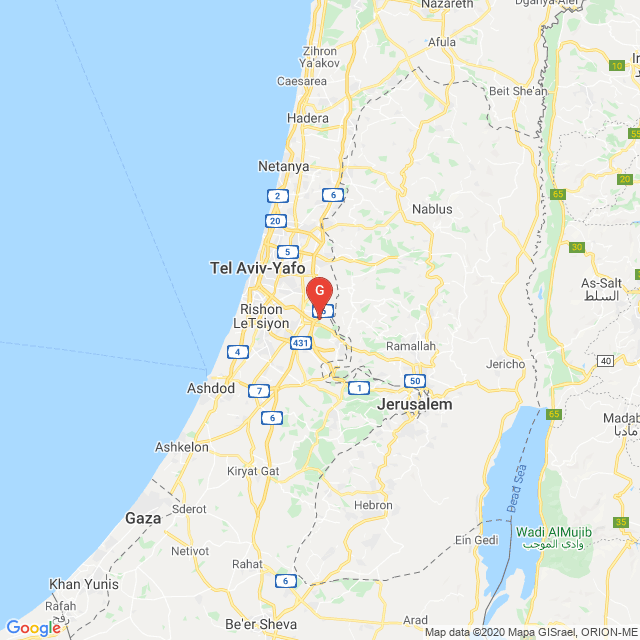 Nazareth
Dganya Alef
Afula
Zihron
Ya'akov
Caesarea
10
Beit She'an
Hadera
55
Netanya
20
2
6
65
Nablus
20
5
30
Tel Aviv-Yafo
As-Salt
السلط
G
Rishon
LeTsiyon
431
Ramallah
4
Jericho
40
Ashdod
7
1
50
Jerusalem
65
6
Madaba
مادبا
Ashkelon
Kiryat Gat
Dead Sea
Hebron
Sderot
Gaza
35
Wadi AlMujib
وادي الموجب
Ein Gedi
Netivot
Rahat
Khan Yunis
6
Rafah
رفح
Be'er Sheva
Arad
Google
Map data ©2020 Mapa GISrael, ORION-ME